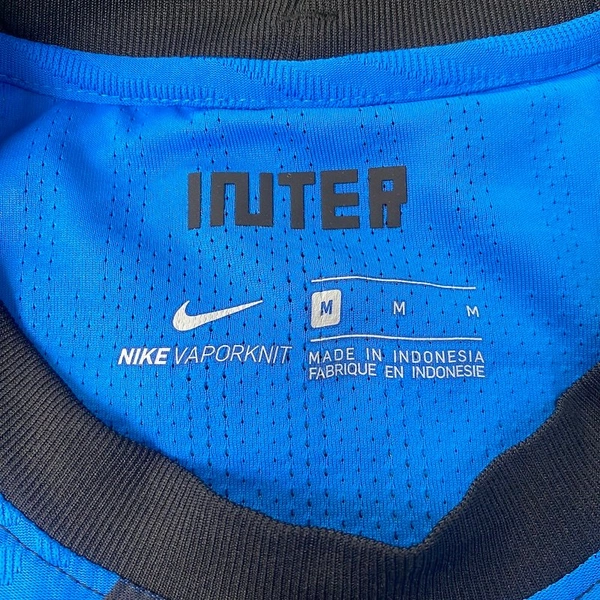 INTER
M M M
NIKE VAPORKNIT
MADE IN INDONESIA
FABRIQUE EN INDONESIE